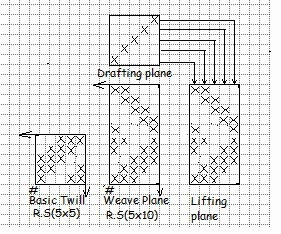 Drafting plane
#
#
Basic Twill
R.S(5x5)
Weave Plane
R.S(5x10)
Lifting
plane